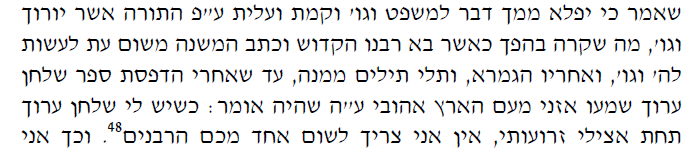 שאמר כי יפלא ממך דבר למשפט וגו׳ וקמת ועלית ע״פ התורה אשר יורוך
וגו׳, מה שקרה בהפך כאשר בא רבנו הקדוש וכתב המשנה משום עת לעשות
לה׳ וגו׳, ואחריו הגמרא, ותלי תילים ממנה, עד שאחרי הדפסת ספר שלחן
ערוך שמעו אזני מעם הארץ אהובי ע״ה שהיה אומר: כשיש לי שלחן ערוך
תחת אצילי זרועותי, אין אני צריך לשום אחד מכם הרבנים48. וכך אני